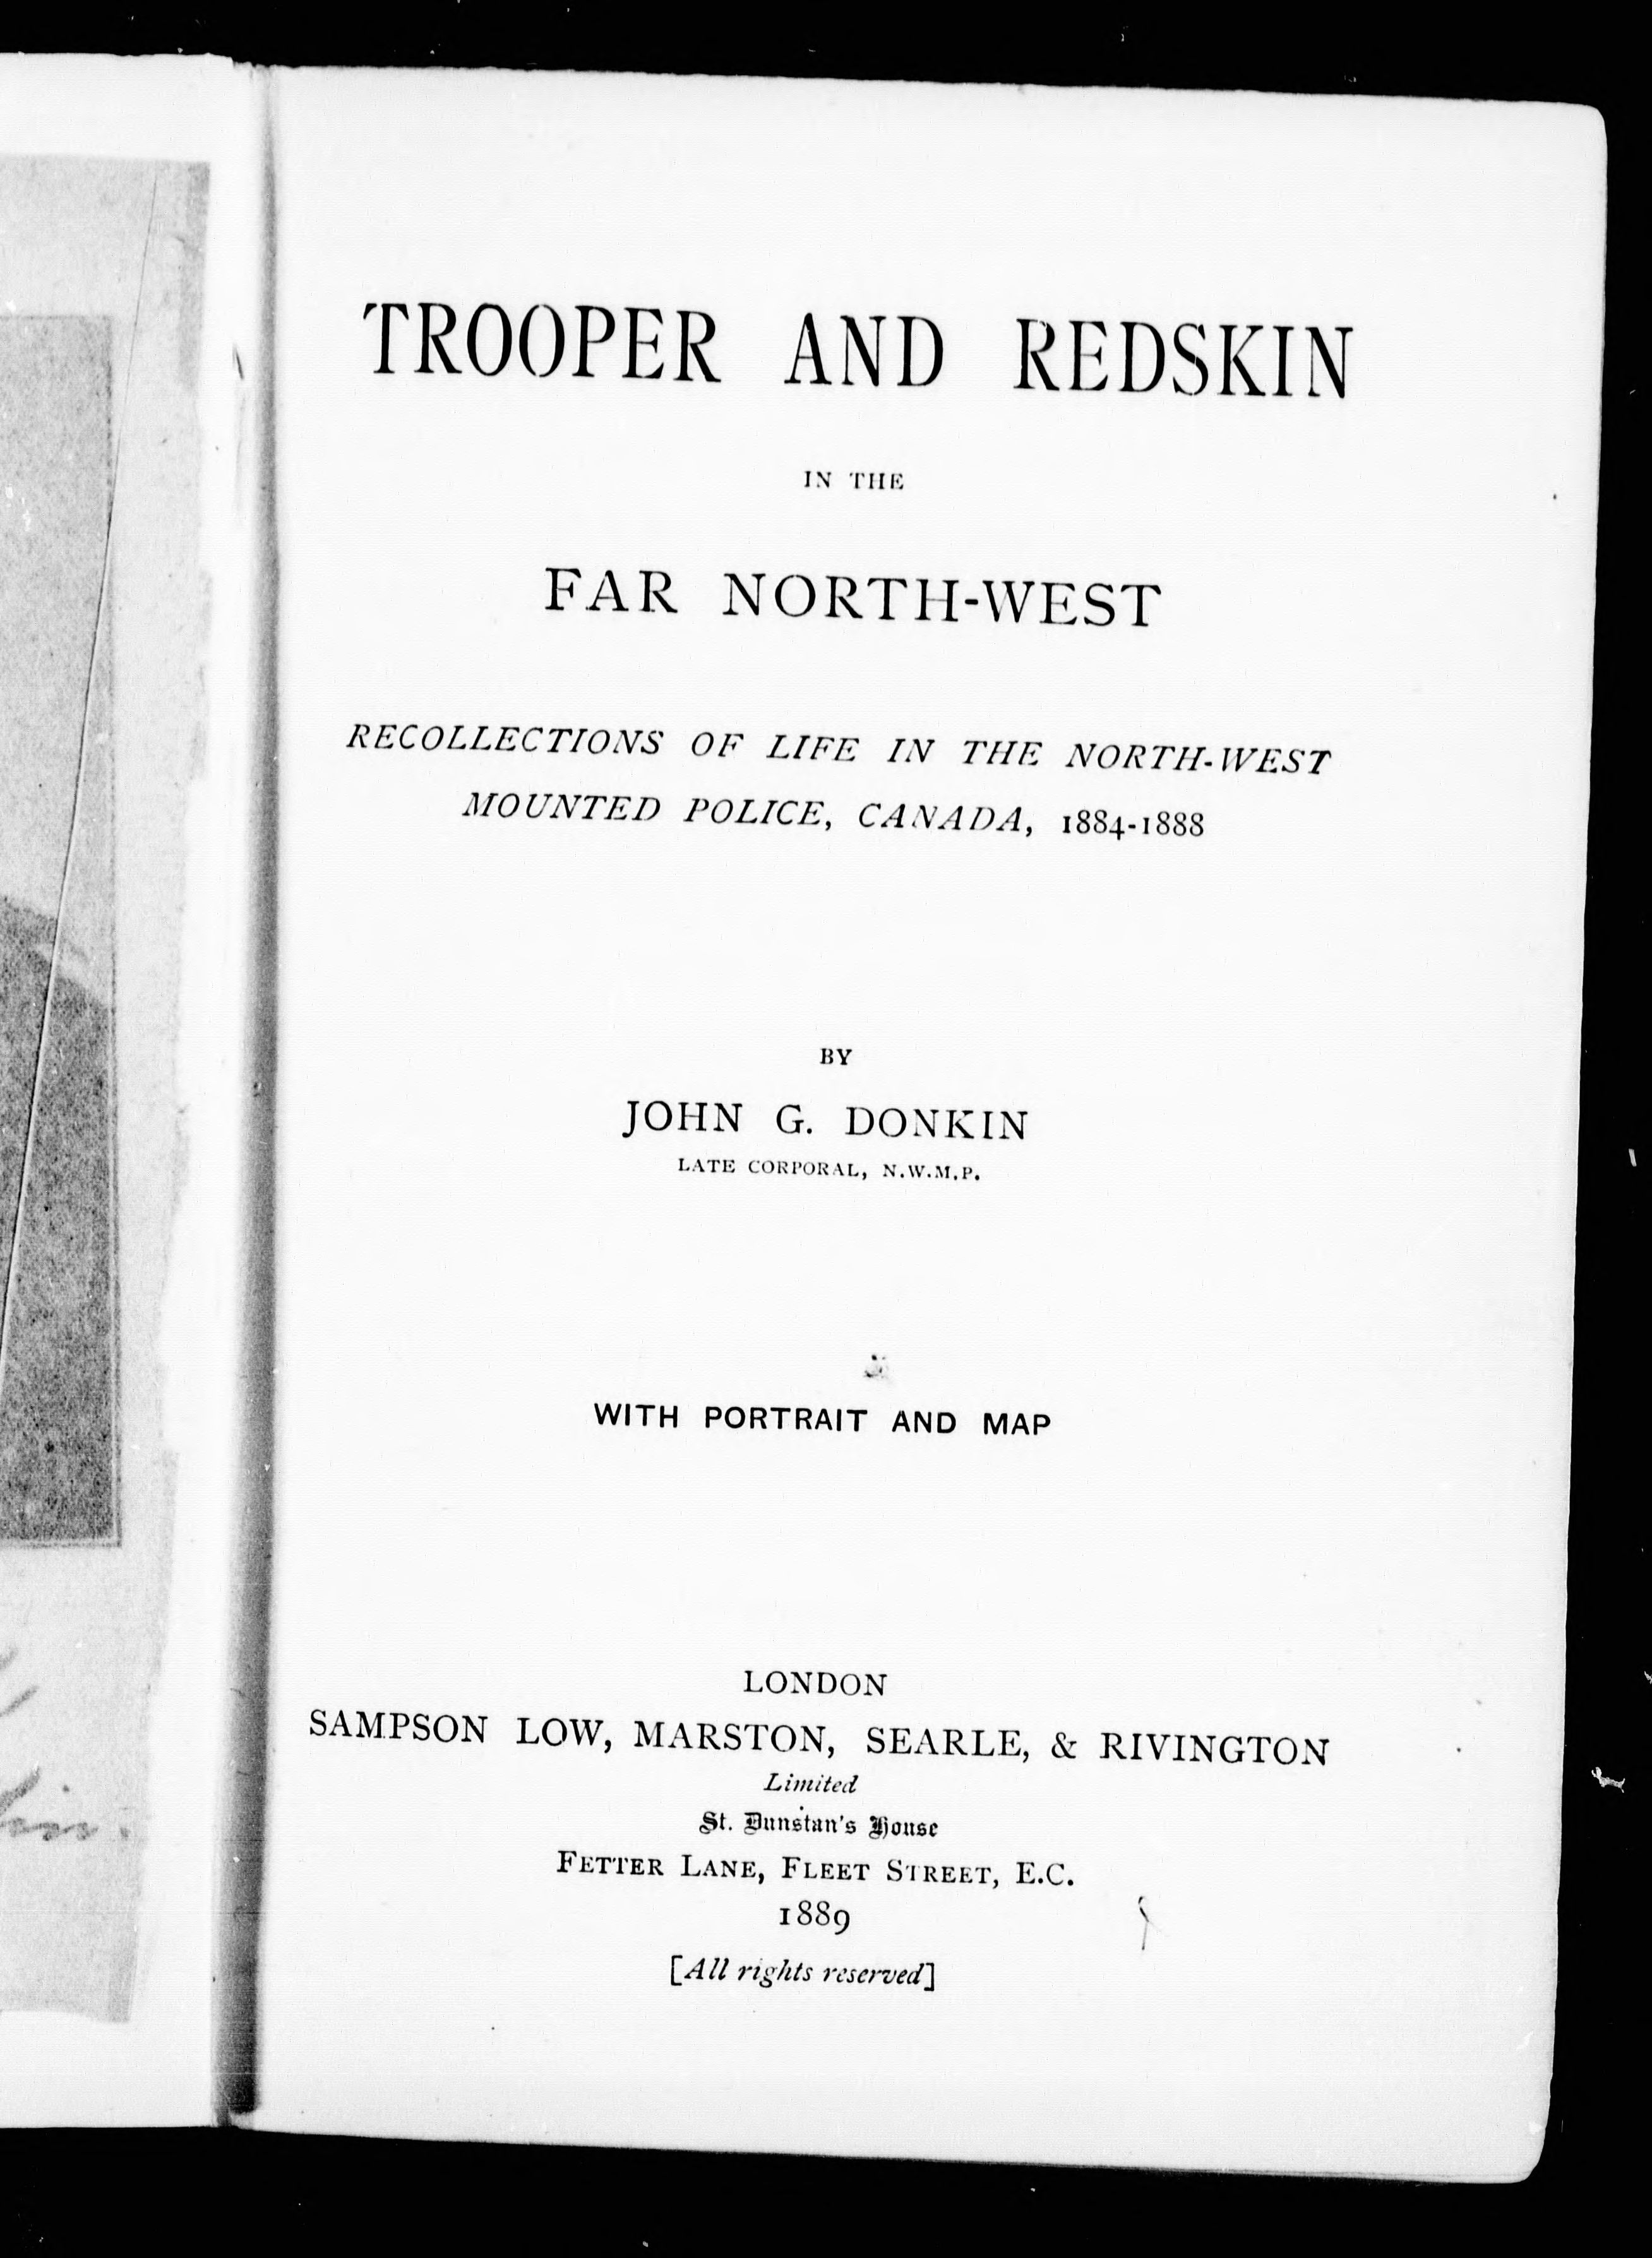 TROOPER AND REDSKIN
IN THE
FAR NORTH-WEST
RECOLLECTIONS OF LIFE IN THE NORTH-WEST
MOUNTED POLICE, CANADA, 1884-1888
BY
JOHN G. DONKIN
LATE CORPORAL, N.W.M.P.
WITH PORTRAIT AND MAP
LONDON
SAMPSON LOW, MARSTON, SEARLE, & RIVINGTON
Limited
St. Dunstan's House
FETTER LANE, FLEET STREET, E.C.
1889
[All rights reserved]